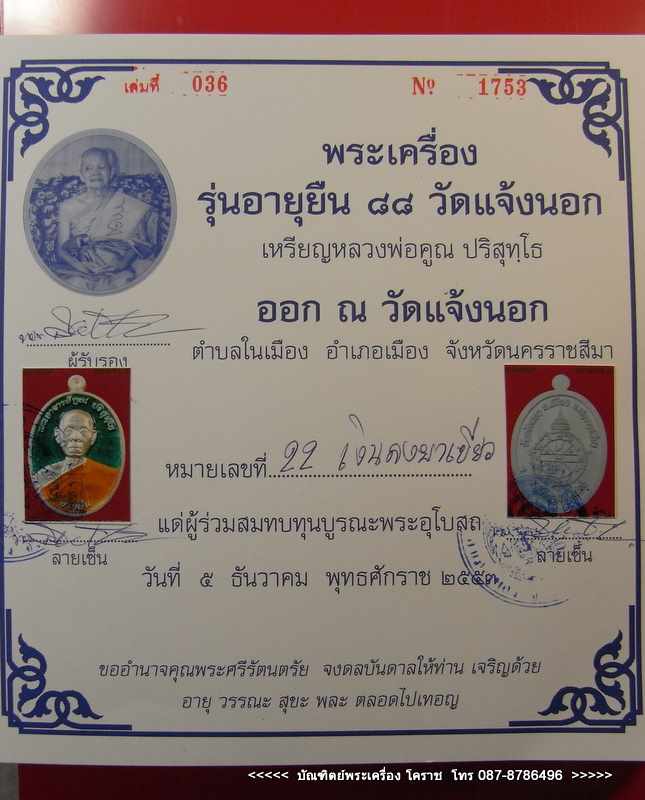 เล่มที่ 036
Nº 1753
พระเครื่อง
รุ่นอายุยืน ๘๘ วัดแจ้งนอก
เหรียญหลวงพ่อคูณ ปริสุทฺโธ
ออก ณ วัดแจ้งนอก
ตำบลในเมือง อำเภอเมือง จังหวัดนครราชสีมา
ผู้รับรอง
หมายเลขที่ 22 เงินลงยาเขียว
แด่ผู้ร่วมสมทบทุนบูรณะพระอุโบสถ
ลายเซ็น
ลายเซ็น
วันที่ ๕ ธันวาคม พุทธศักราช ๒๕๕๓
ขออำนาจคุณพระศรีรัตนตรัย จงดลบันดาลให้ท่าน เจริญด้วย
อายุ วรรณะ สุขะ พละ ตลอดไปเทอญ
<<<<< บัณฑิตย์พระเครื่อง โคราช โทร 087-8786496 >>>>>